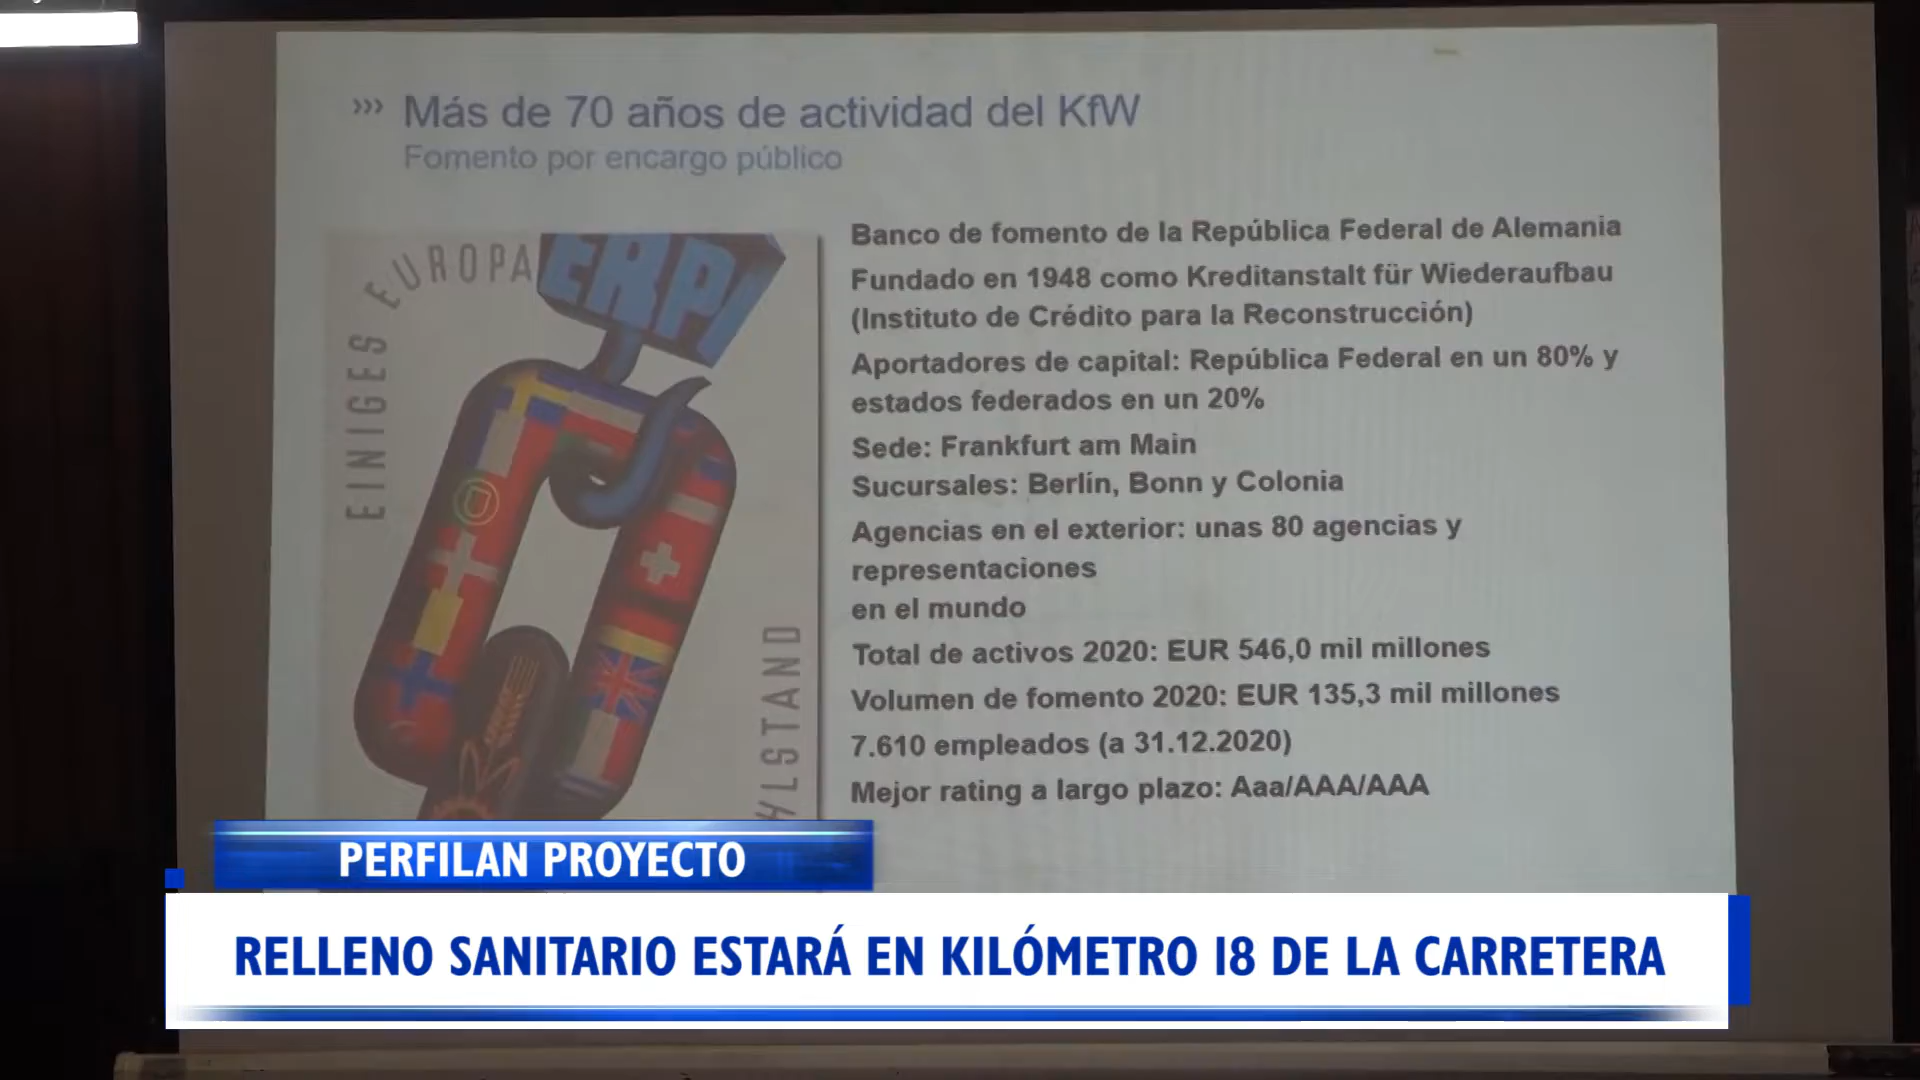 ››› Más de 70 años de actividad del KfW
Fomento por encargo público
EINIGES EUROPA
ERP
Banco de fomento de la República Federal de Alemania
Fundado en 1948 como Kreditanstalt für Wiederaufbau
(Instituto de Crédito para la Reconstrucción)
Aportadores de capital: República Federal en un 80% y
estados federados en un 20%
Sede: Frankfurt am Main
Sucursales: Berlín, Bonn y Colonia
Agencias en el exterior: unas 80 agencias y
representaciones
en el mundo
Total de activos 2020: EUR 546,0 mil millones
Volumen de fomento 2020: EUR 135,3 mil millones
7.610 empleados (a 31.12.2020)
Mejor rating a largo plazo: Aaa/AAA/AAA
PERFILAN PROYECTO
RELLENO SANITARIO ESTARÁ EN KILÓMETRO 18 DE LA CARRETERA